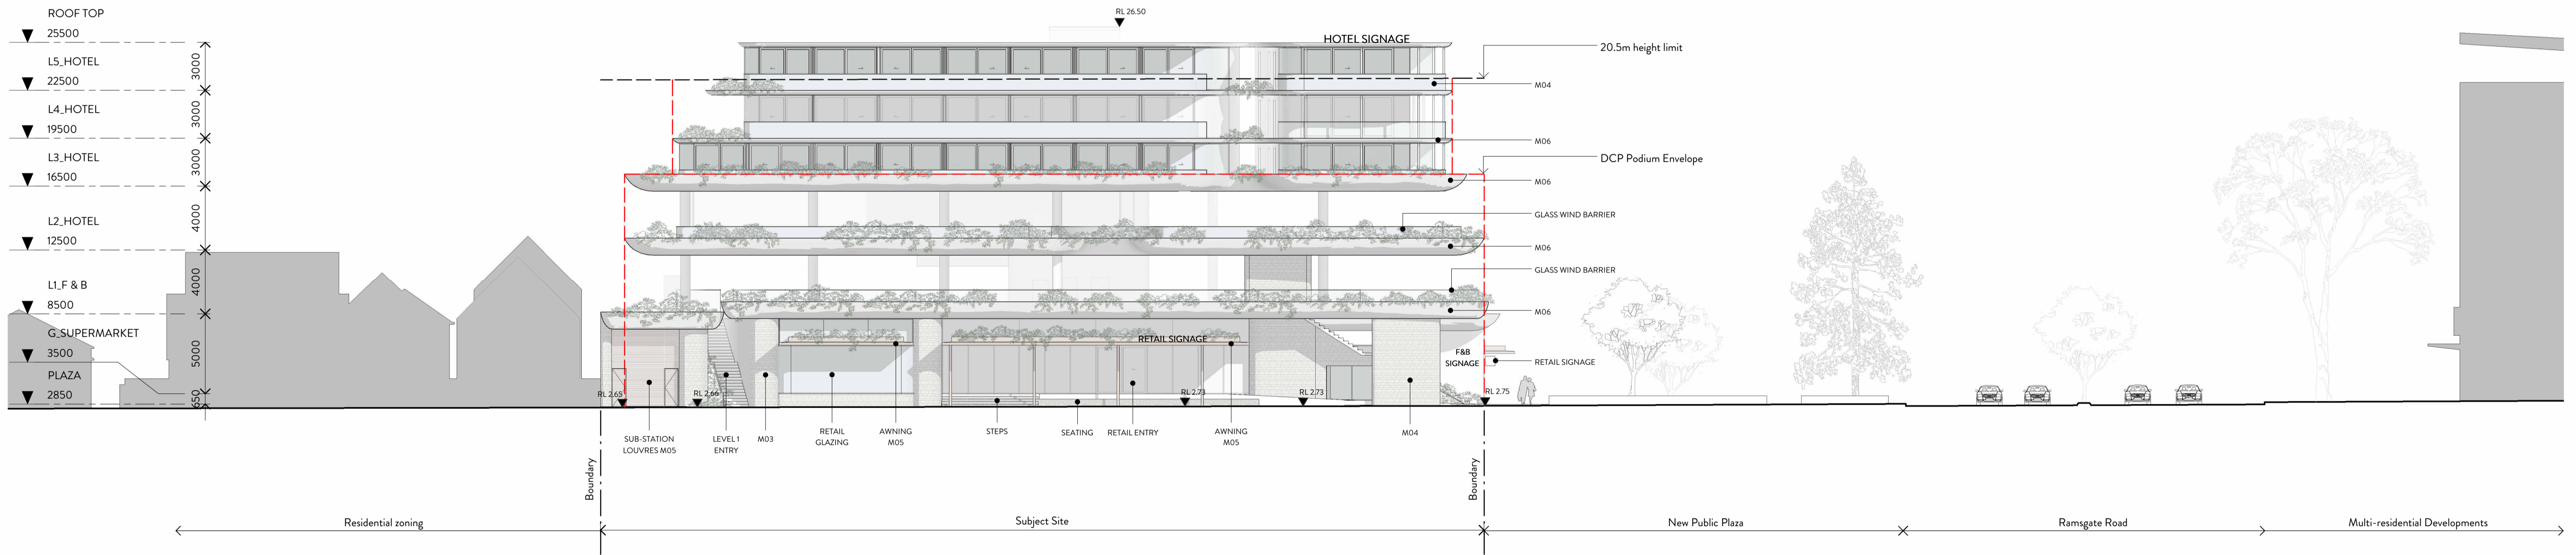 ROOF TOP
25500
L5_HOTEL
22500
L4_HOTEL
19500
L3_HOTEL
16500
L2_HOTEL
12500
L1_F & B
8500
G_SUPERMARKET
3500
PLAZA
2850
3000
3000
3000
4000
4000
5000
650
RL 26.50
HOTEL SIGNAGE
20.5m height limit
M04
M06
DCP Podium Envelope
M06
GLASS WIND BARRIER
M06
GLASS WIND BARRIER
M06
RETAIL SIGNAGE
F&B
SIGNAGE
RETAIL SIGNAGE
RL 2.65
RL 2.66
RL 2.73
RL 2.73
RL 2.75
SUB-STATION
LOUVRES M05
LEVEL 1
ENTRY
M03
RETAIL
GLAZING
AWNING
M05
STEPS
SEATING
RETAIL ENTRY
AWNING
M05
M04
Boundary
Boundary
Residential zoning
Subject Site
New Public Plaza
Ramsgate Road
Multi-residential Developments